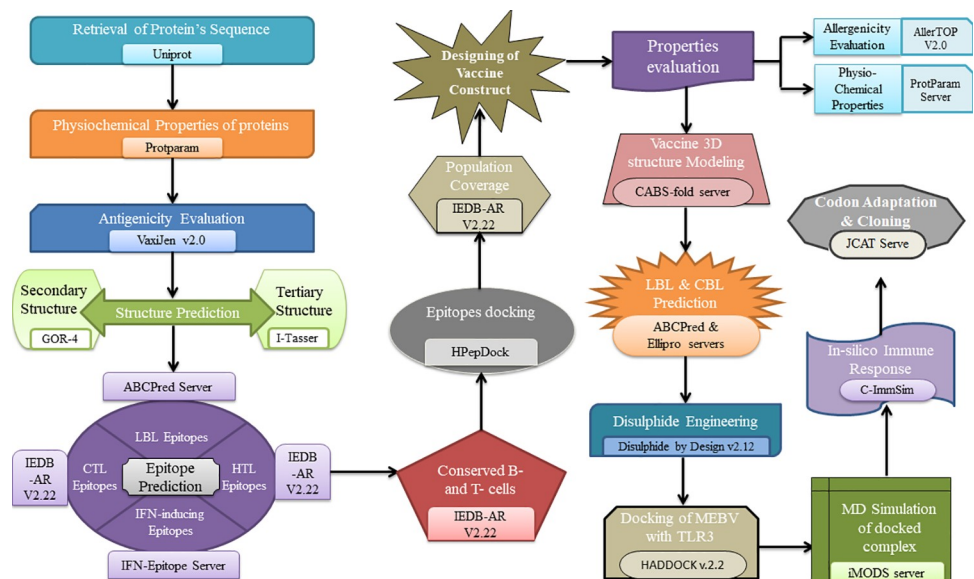 Retrieval of Protein's Sequence
Uniprot
Physiochemical Properties of proteins
Protparam
Antigenicity Evaluation
VaxiJen v2.0
Secondary
Structure
GOR-4
Structure Prediction
Tertiary
Structure
I-Tasser
ABCPred Server
LBL Epitopes
IEDB
-AR
V2.22
CTL
Epitopes
Epitope
Prediction
HTL
Epitopes
IEDB
-AR
V2.22
IFN-inducing
Epitopes
IFN-Epitope Server
Conserved B-
and T- cells
IEDB-AR
V2.22
Epitopes docking
HPepDock
Population
Coverage
IEDB-AR
V2.22
Designing of
Vaccine
Construct
Properties
evaluation
Allergenicity
Evaluation
AllerTOP
V2.0
Physio-
Chemical
Properties
ProtParam
Server
Vaccine 3D
structure Modeling
CABS-fold server
LBL & CBL
Prediction
ABCPred &
Ellipro servers
Disulphide Engineering
Disulphide by Design v2.12
Docking of MEBV
with TLR3
HADDOCK v.2.2
MD Simulation
of docked
complex
iMODS server
In-silico Immune
Response
C-ImmSim
Codon Adaptation
& Cloning
JCAT Serve